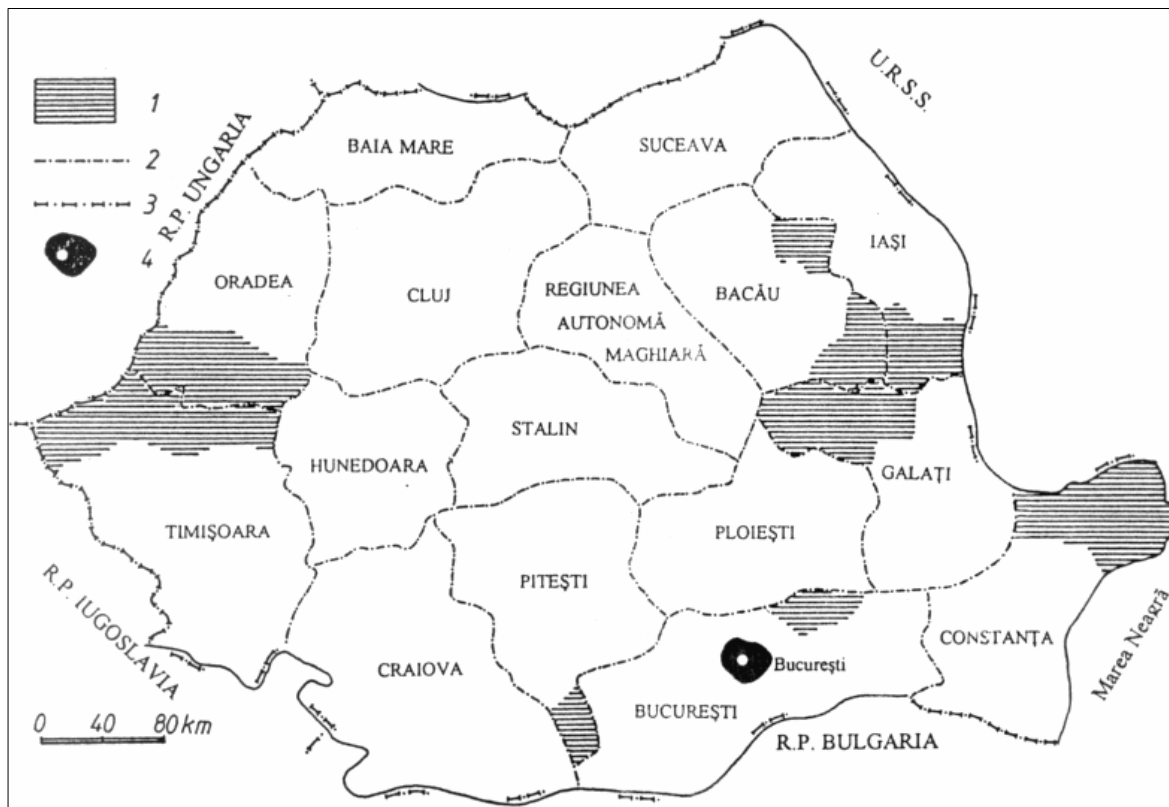 1
2
3
4
R.P. UNGARIA
U.R.S.S.
BAIA MARE
SUCEAVA
IAȘI
ORADEA
CLUJ
REGIUNEA
AUTONOMĂ
MAGHIARĂ
BACĂU
STALIN
HUNEDOARA
GALAȚI
TIMIȘOARA
PLOIEȘTI
PITEȘTI
R.P. IUGOSLAVIA
CRAIOVA
București
BUCUREȘTI
CONSTANȚA
Marea Neagră
R.P. BULGARIA
0 40 80 km